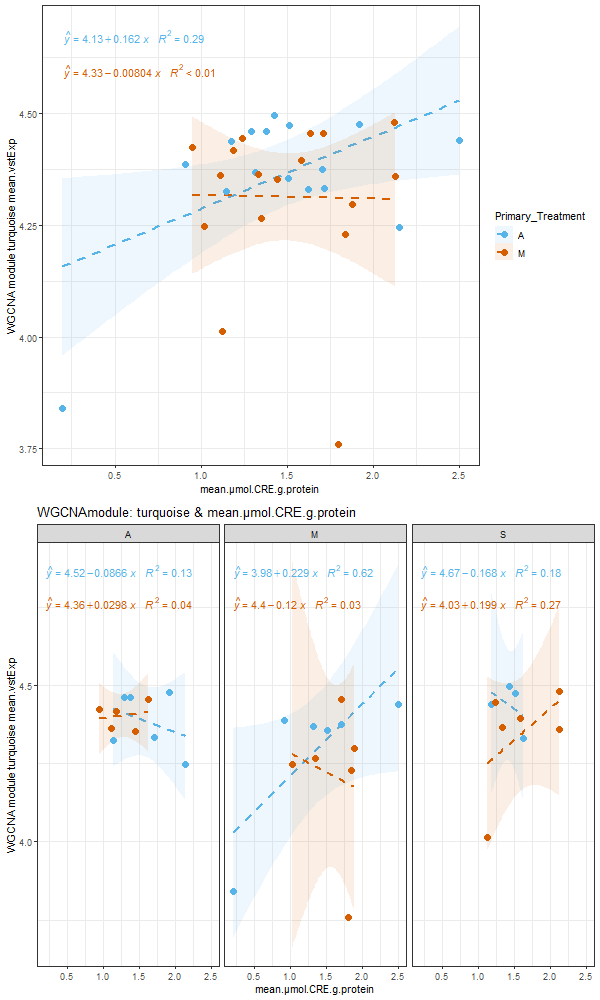 ŷ = 4.13 + 0.162 x R² = 0.29
ŷ = 4.33 − 0.00804 x R² < 0.01
4.50
4.25
4.00
3.75
WGCNA module turquoise mean.vstExp
0.5 1.0 1.5 2.0 2.5
mean.µmol.CRE.g.protein
Primary_Treatment
A
M
WGCNAmodule: turquoise & mean.µmol.CRE.g.protein
A M S
ŷ = 4.52 − 0.0866 x R² = 0.13 ŷ = 3.98 + 0.229 x R² = 0.62 ŷ = 4.67 − 0.168 x R² = 0.18
ŷ = 4.36 + 0.0298 x R² = 0.04 ŷ = 4.4 − 0.12 x R² = 0.03 ŷ = 4.03 + 0.199 x R² = 0.27
4.5
4.0
WGCNA module turquoise mean.vstExp
0.5 1.0 1.5 2.0 2.5 0.5 1.0 1.5 2.0 2.5 0.5 1.0 1.5 2.0 2.5
mean.µmol.CRE.g.protein